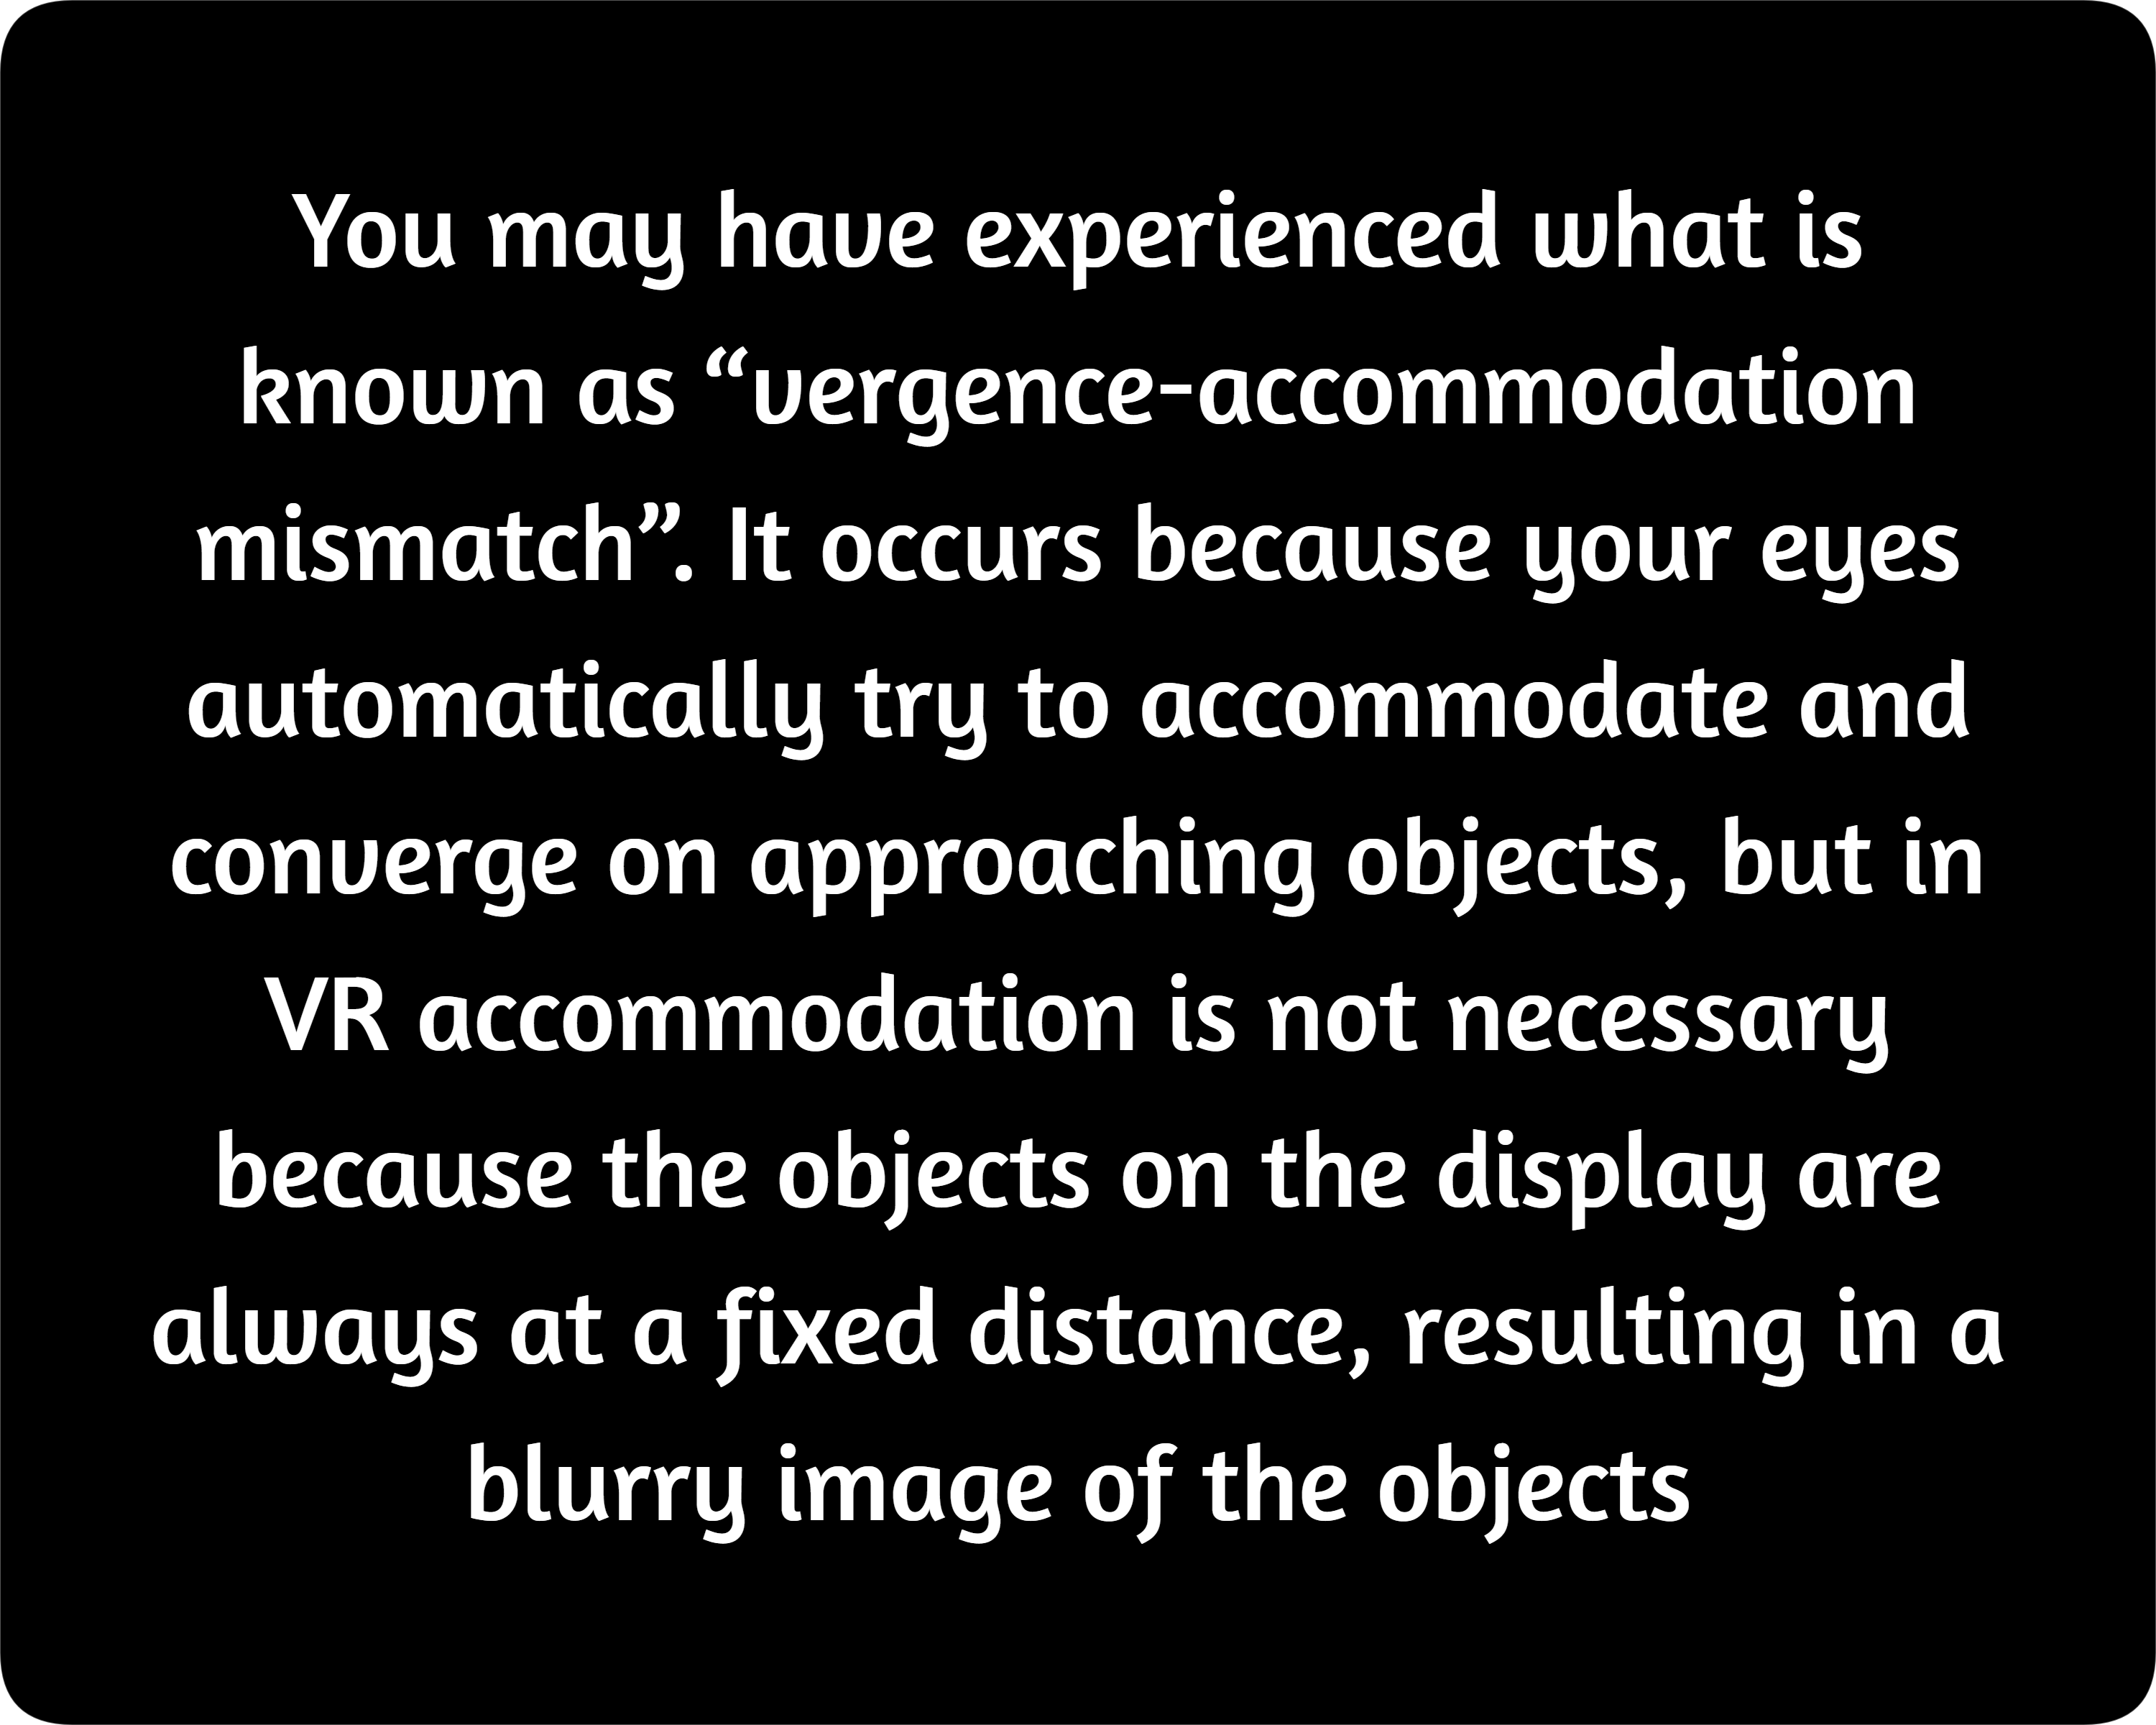 You may have experienced what is
known as “vergence-accommodation
mismatch”. It occurs because your eyes
automatically try to accommodate and
converge on approaching objects, but in
VR accommodation is not necessary
because the objects on the display are
always at a fixed distance, resulting in a
blurry image of the objects